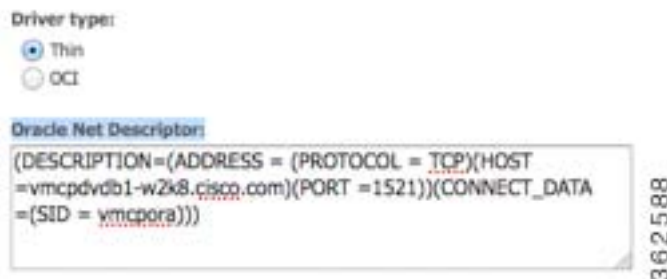 Driver type:
Thin
OCI
Oracle Net Descriptor:
(DESCRIPTION=(ADDRESS = (PROTOCOL = TCP)(HOST
=vmcpdvdb1-w2k8.cisco.com)(PORT =1521))(CONNECT_DATA
=(SID = vmcpora)))
362588